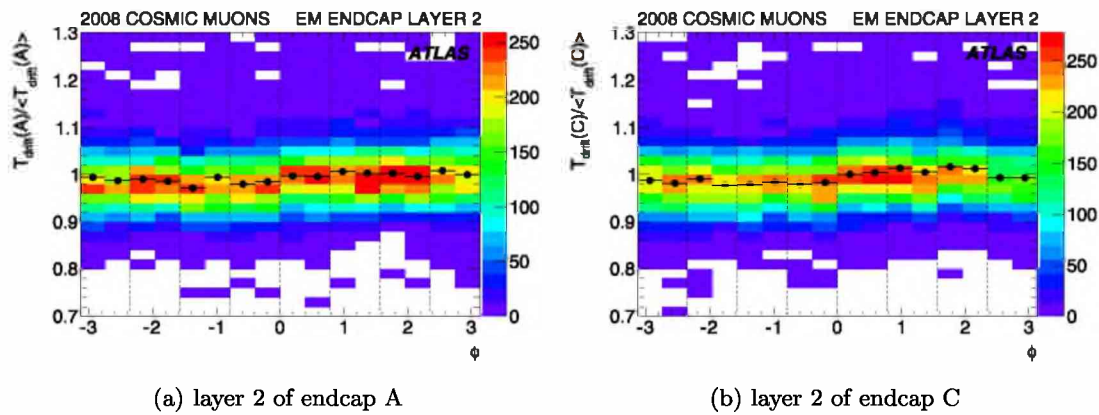 2008 COSMIC MUONS EM ENDCAP LAYER 2
T_drift(A)/<T_drift(A)>
1.3
1.2
1.1
1
0.9
0.8
0.7
ATLAS
250
200
150
100
50
0
-3 -2 -1 0 1 2 3
ϕ
(a) layer 2 of endcap A
2008 COSMIC MUONS EM ENDCAP LAYER 2
T_drift(C)/<T_drift(C)>
1.3
1.2
1.1
1
0.9
0.8
0.7
ATLAS
250
200
150
100
50
0
-3 -2 -1 0 1 2 3
ϕ
(b) layer 2 of endcap C